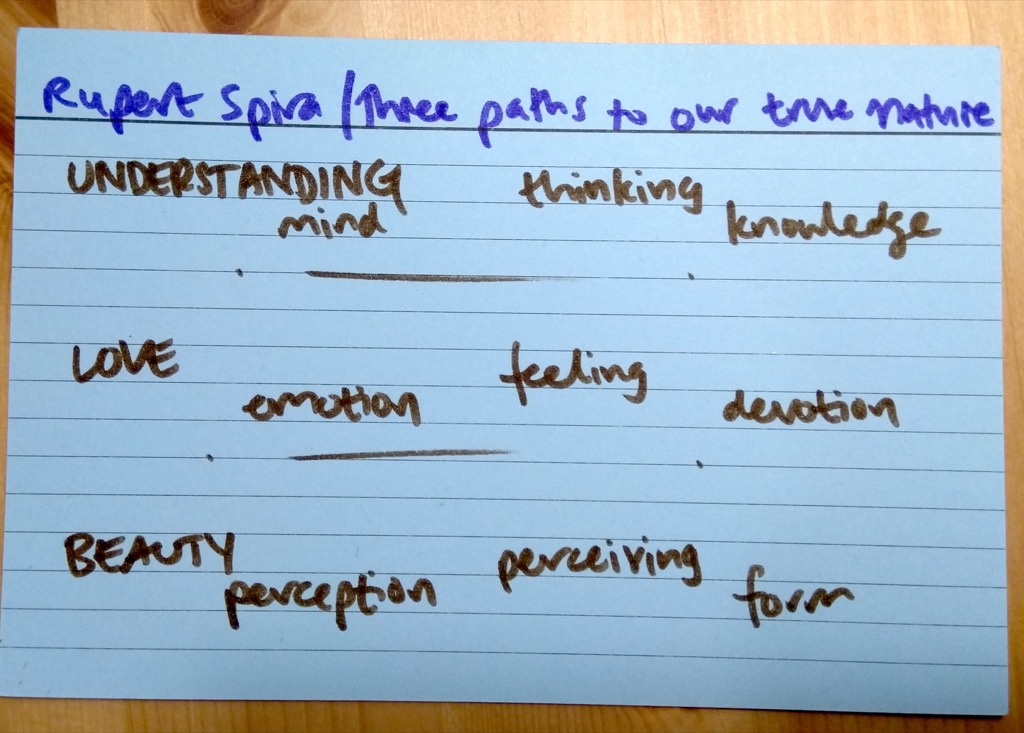 Rupert Spira / three paths to our true nature
UNDERSTANDING thinking
mind knowledge
LOVE feeling
emotion devotion
BEAUTY perceiving
perception form